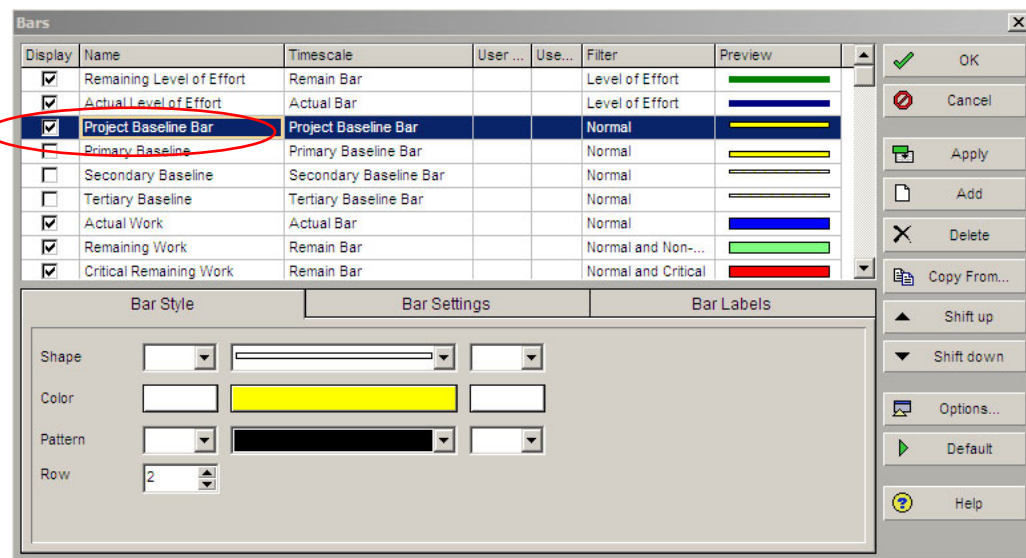 Bars
Display Name Timescale User ... Use... Filter Preview
Remaining Level of Effort Remain Bar Level of Effort
Actual Level of Effort Actual Bar Level of Effort
Project Baseline Bar Project Baseline Bar Normal
Primary Baseline Primary Baseline Bar Normal
Secondary Baseline Secondary Baseline Bar Normal
Tertiary Baseline Tertiary Baseline Bar Normal
Actual Work Actual Bar Normal
Remaining Work Remain Bar Normal and Non-...
Critical Remaining Work Remain Bar Normal and Critical
OK
Cancel
Apply
Add
Delete
Copy From...
Shift up
Shift down
Options...
Default
Help
Bar Style Bar Settings Bar Labels
Shape
Color
Pattern
Row 2